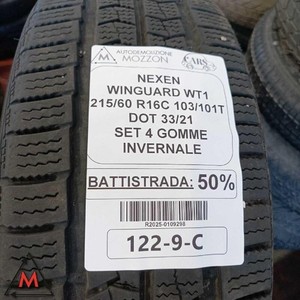 AUTODEMOLIZIONE
MOZZON
CARS
NEXEN
WINGUARD WT1
215/60 R16C 103/101T
DOT 33/21
SET 4 GOMME
INVERNALE
BATTISTRADA: 50%
R2025-0109298
122-9-C